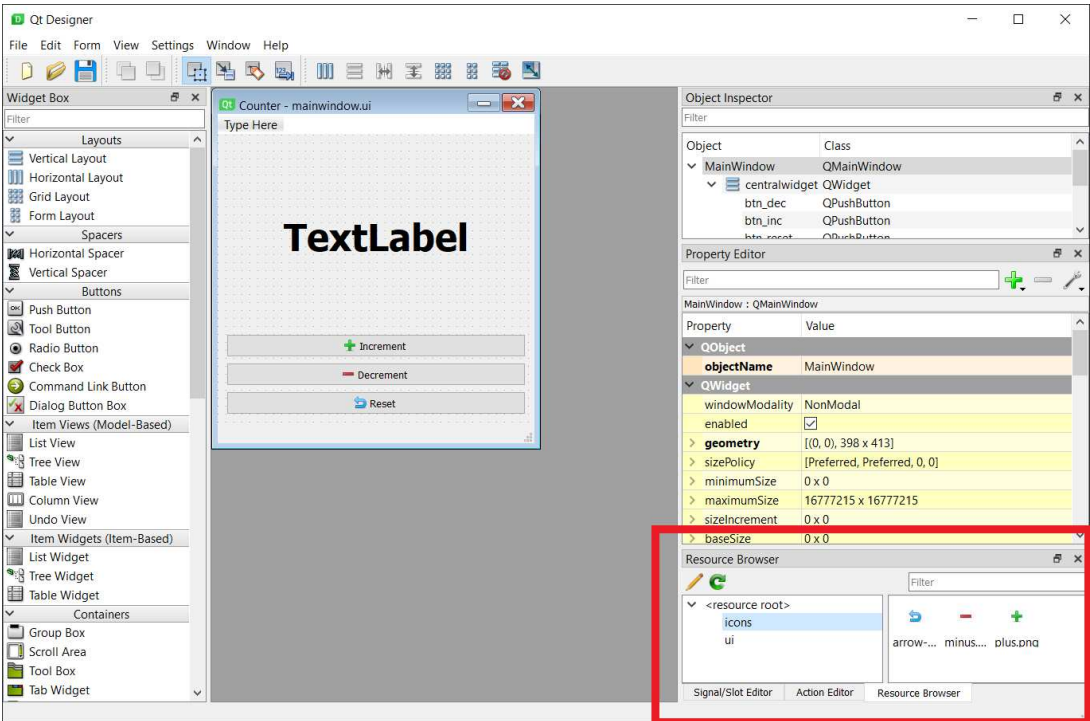 Qt Designer
File Edit Form View Settings Window Help
Widget Box
Filter
Layouts
Vertical Layout
Horizontal Layout
Grid Layout
Form Layout
Spacers
Horizontal Spacer
Vertical Spacer
Buttons
Push Button
Tool Button
Radio Button
Check Box
Command Link Button
Dialog Button Box
Item Views (Model-Based)
List View
Tree View
Table View
Column View
Undo View
Item Widgets (Item-Based)
List Widget
Tree Widget
Table Widget
Containers
Group Box
Scroll Area
Tool Box
Tab Widget
Counter - mainwindow.ui
Type Here
TextLabel
Increment
Decrement
Reset
Object Inspector
Filter
Object Class
MainWindow QMainWindow
centralwidget QWidget
btn_dec QPushButton
btn_inc QPushButton
btn_reset QPushButton
Property Editor
Filter
MainWindow : QMainWindow
Property Value
QObject
objectName MainWindow
QWidget
windowModality NonModal
enabled
geometry [(0, 0), 398 x 413]
sizePolicy [Preferred, Preferred, 0, 0]
minimumSize 0 x 0
maximumSize 16777215 x 16777215
sizeIncrement 0 x 0
baseSize 0 x 0
Resource Browser
Filter
<resource root>
icons
ui
arrow-... minus.... plus.png
Signal/Slot Editor Action Editor Resource Browser